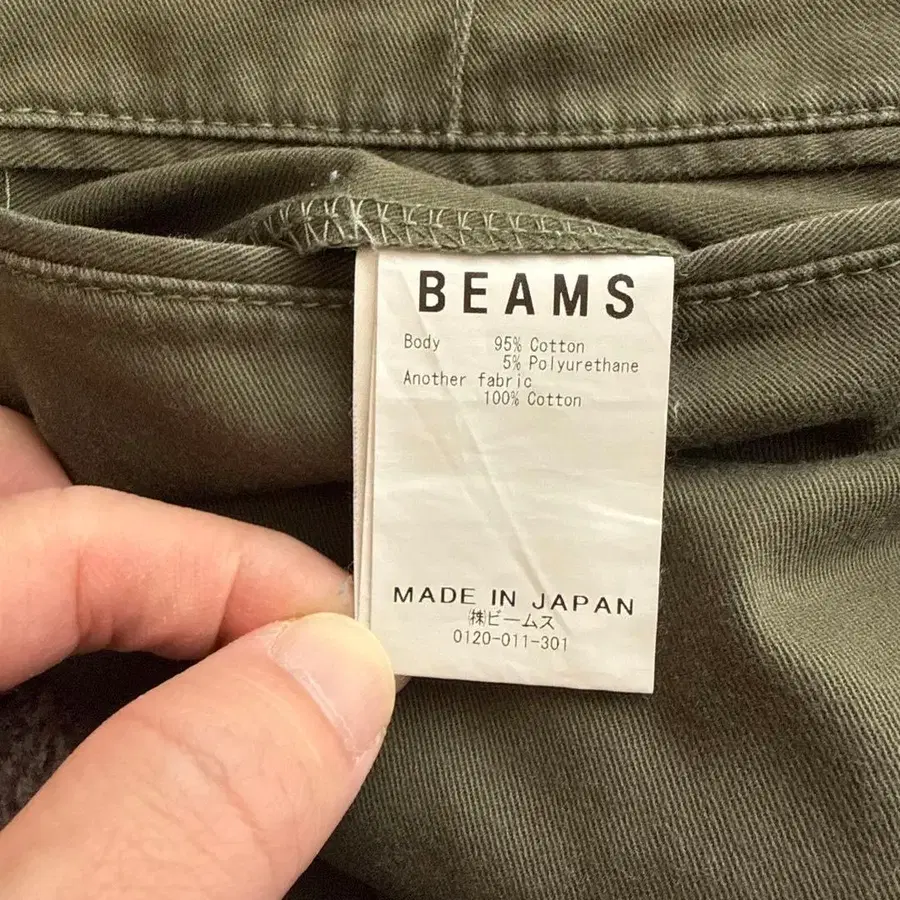 BEAMS
Body 95% Cotton
5% Polyurethane
Another fabric
100% Cotton
MADE IN JAPAN
㈱ビームス
0120-011-301